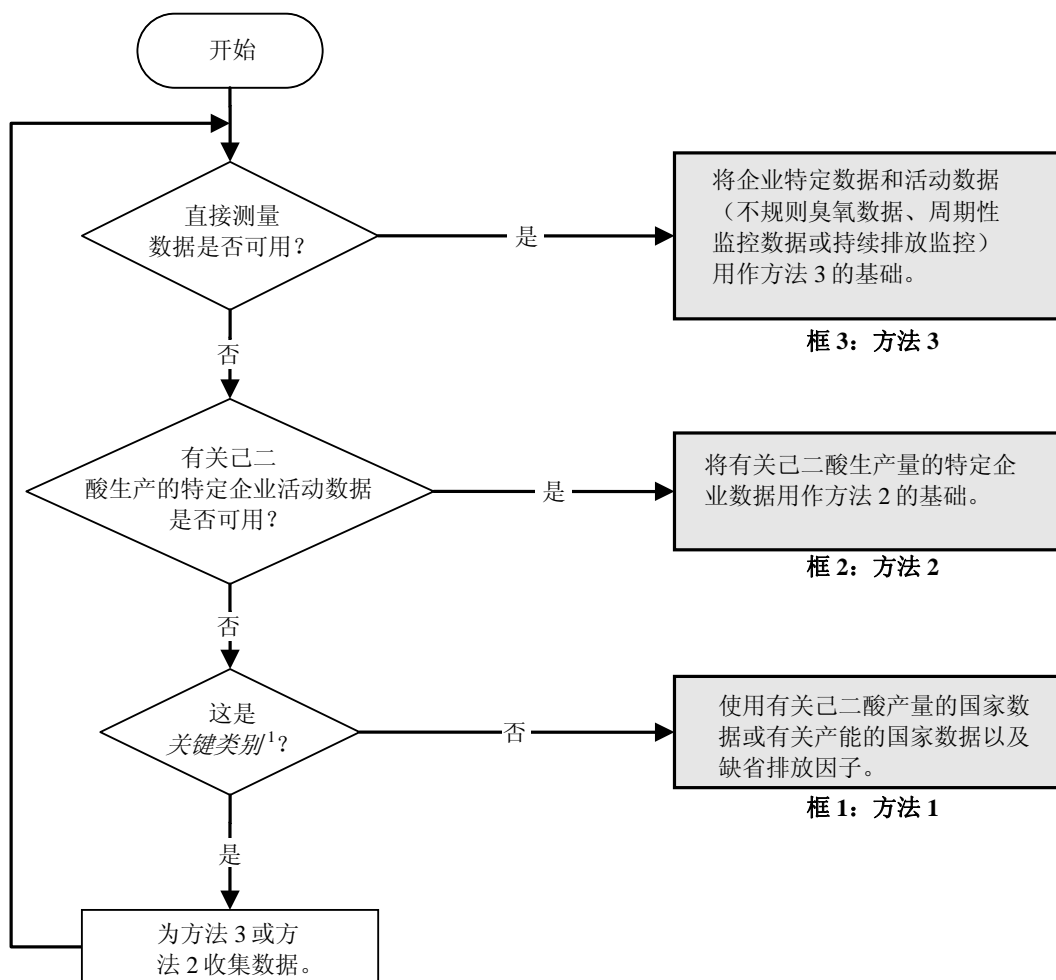 开始
直接测量
数据是否可用？
是
将企业特定数据和活动数据
（不规则臭氧数据、周期性
监控数据或持续排放监控）
用作方法 3 的基础。
框 3：方法 3
否
有关己二
酸生产的特定企业活动数据
是否可用？
是
将有关己二酸生产量的特定企
业数据用作方法 2 的基础。
框 2：方法 2
否
这是
关键类别¹？
否
使用有关己二酸产量的国家数
据或有关产能的国家数据以及
缺省排放因子。
框 1：方法 1
是
为方法 3 或方
法 2 收集数据。